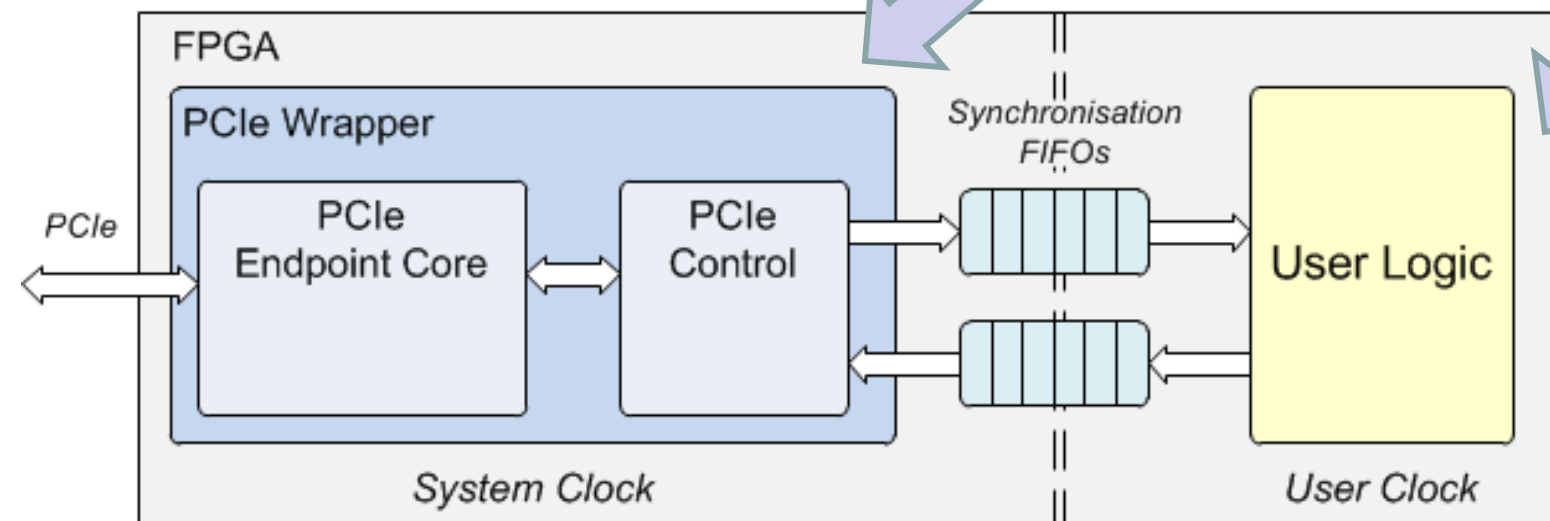 FPGA
PCIe Wrapper
Synchronisation
FIFOs
PCIe
PCIe
Endpoint Core
PCIe
Control
User Logic
System Clock
User Clock